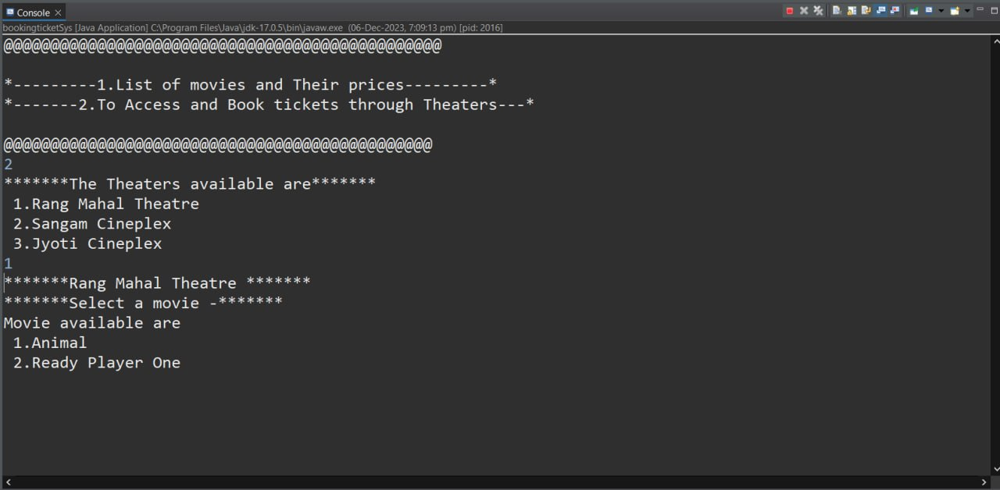 Console
bookingticketSys [Java Application] C:\Program Files\Java\jdk-17.0.5\bin\javaw.exe (06-Dec-2023, 7:09:13 pm) [pid: 2016]
@@@@@@@@@@@@@@@@@@@@@@@@@@@@@@@@@@@@@@@@@@@@@@@
*---------1.List of movies and Their prices---------*
*-------2.To Access and Book tickets through Theaters---*
@@@@@@@@@@@@@@@@@@@@@@@@@@@@@@@@@@@@@@@@@@@@@@
2
*******The Theaters available are*******
1.Rang Mahal Theatre
2.Sangam Cineplex
3.Jyoti Cineplex
1
*******Rang Mahal Theatre *******
*******Select a movie -*******
Movie available are
1.Animal
2.Ready Player One